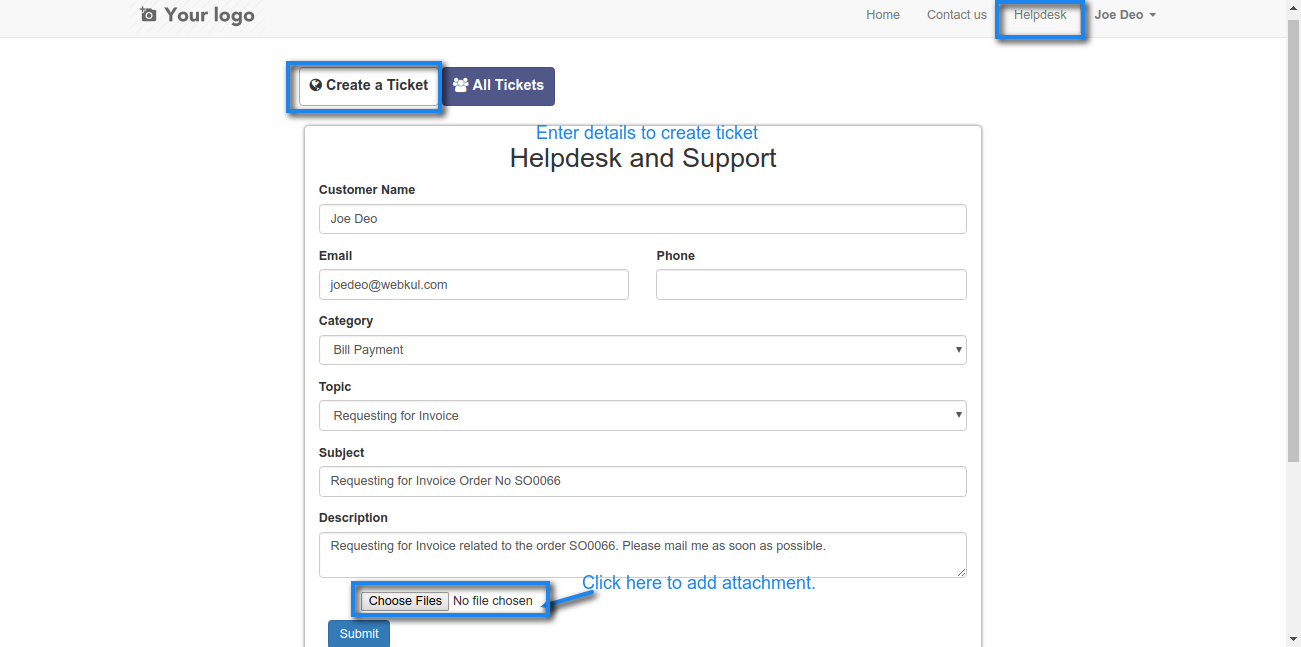 Your logo
Home Contact us Helpdesk Joe Deo
Create a Ticket All Tickets
Enter details to create ticket
Helpdesk and Support
Customer Name
Joe Deo
Email Phone
joedeo@webkul.com
Category
Bill Payment
Topic
Requesting for Invoice
Subject
Requesting for Invoice Order No SO0066
Description
Requesting for Invoice related to the order SO0066. Please mail me as soon as possible.
Click here to add attachment.
Choose Files No file chosen
Submit